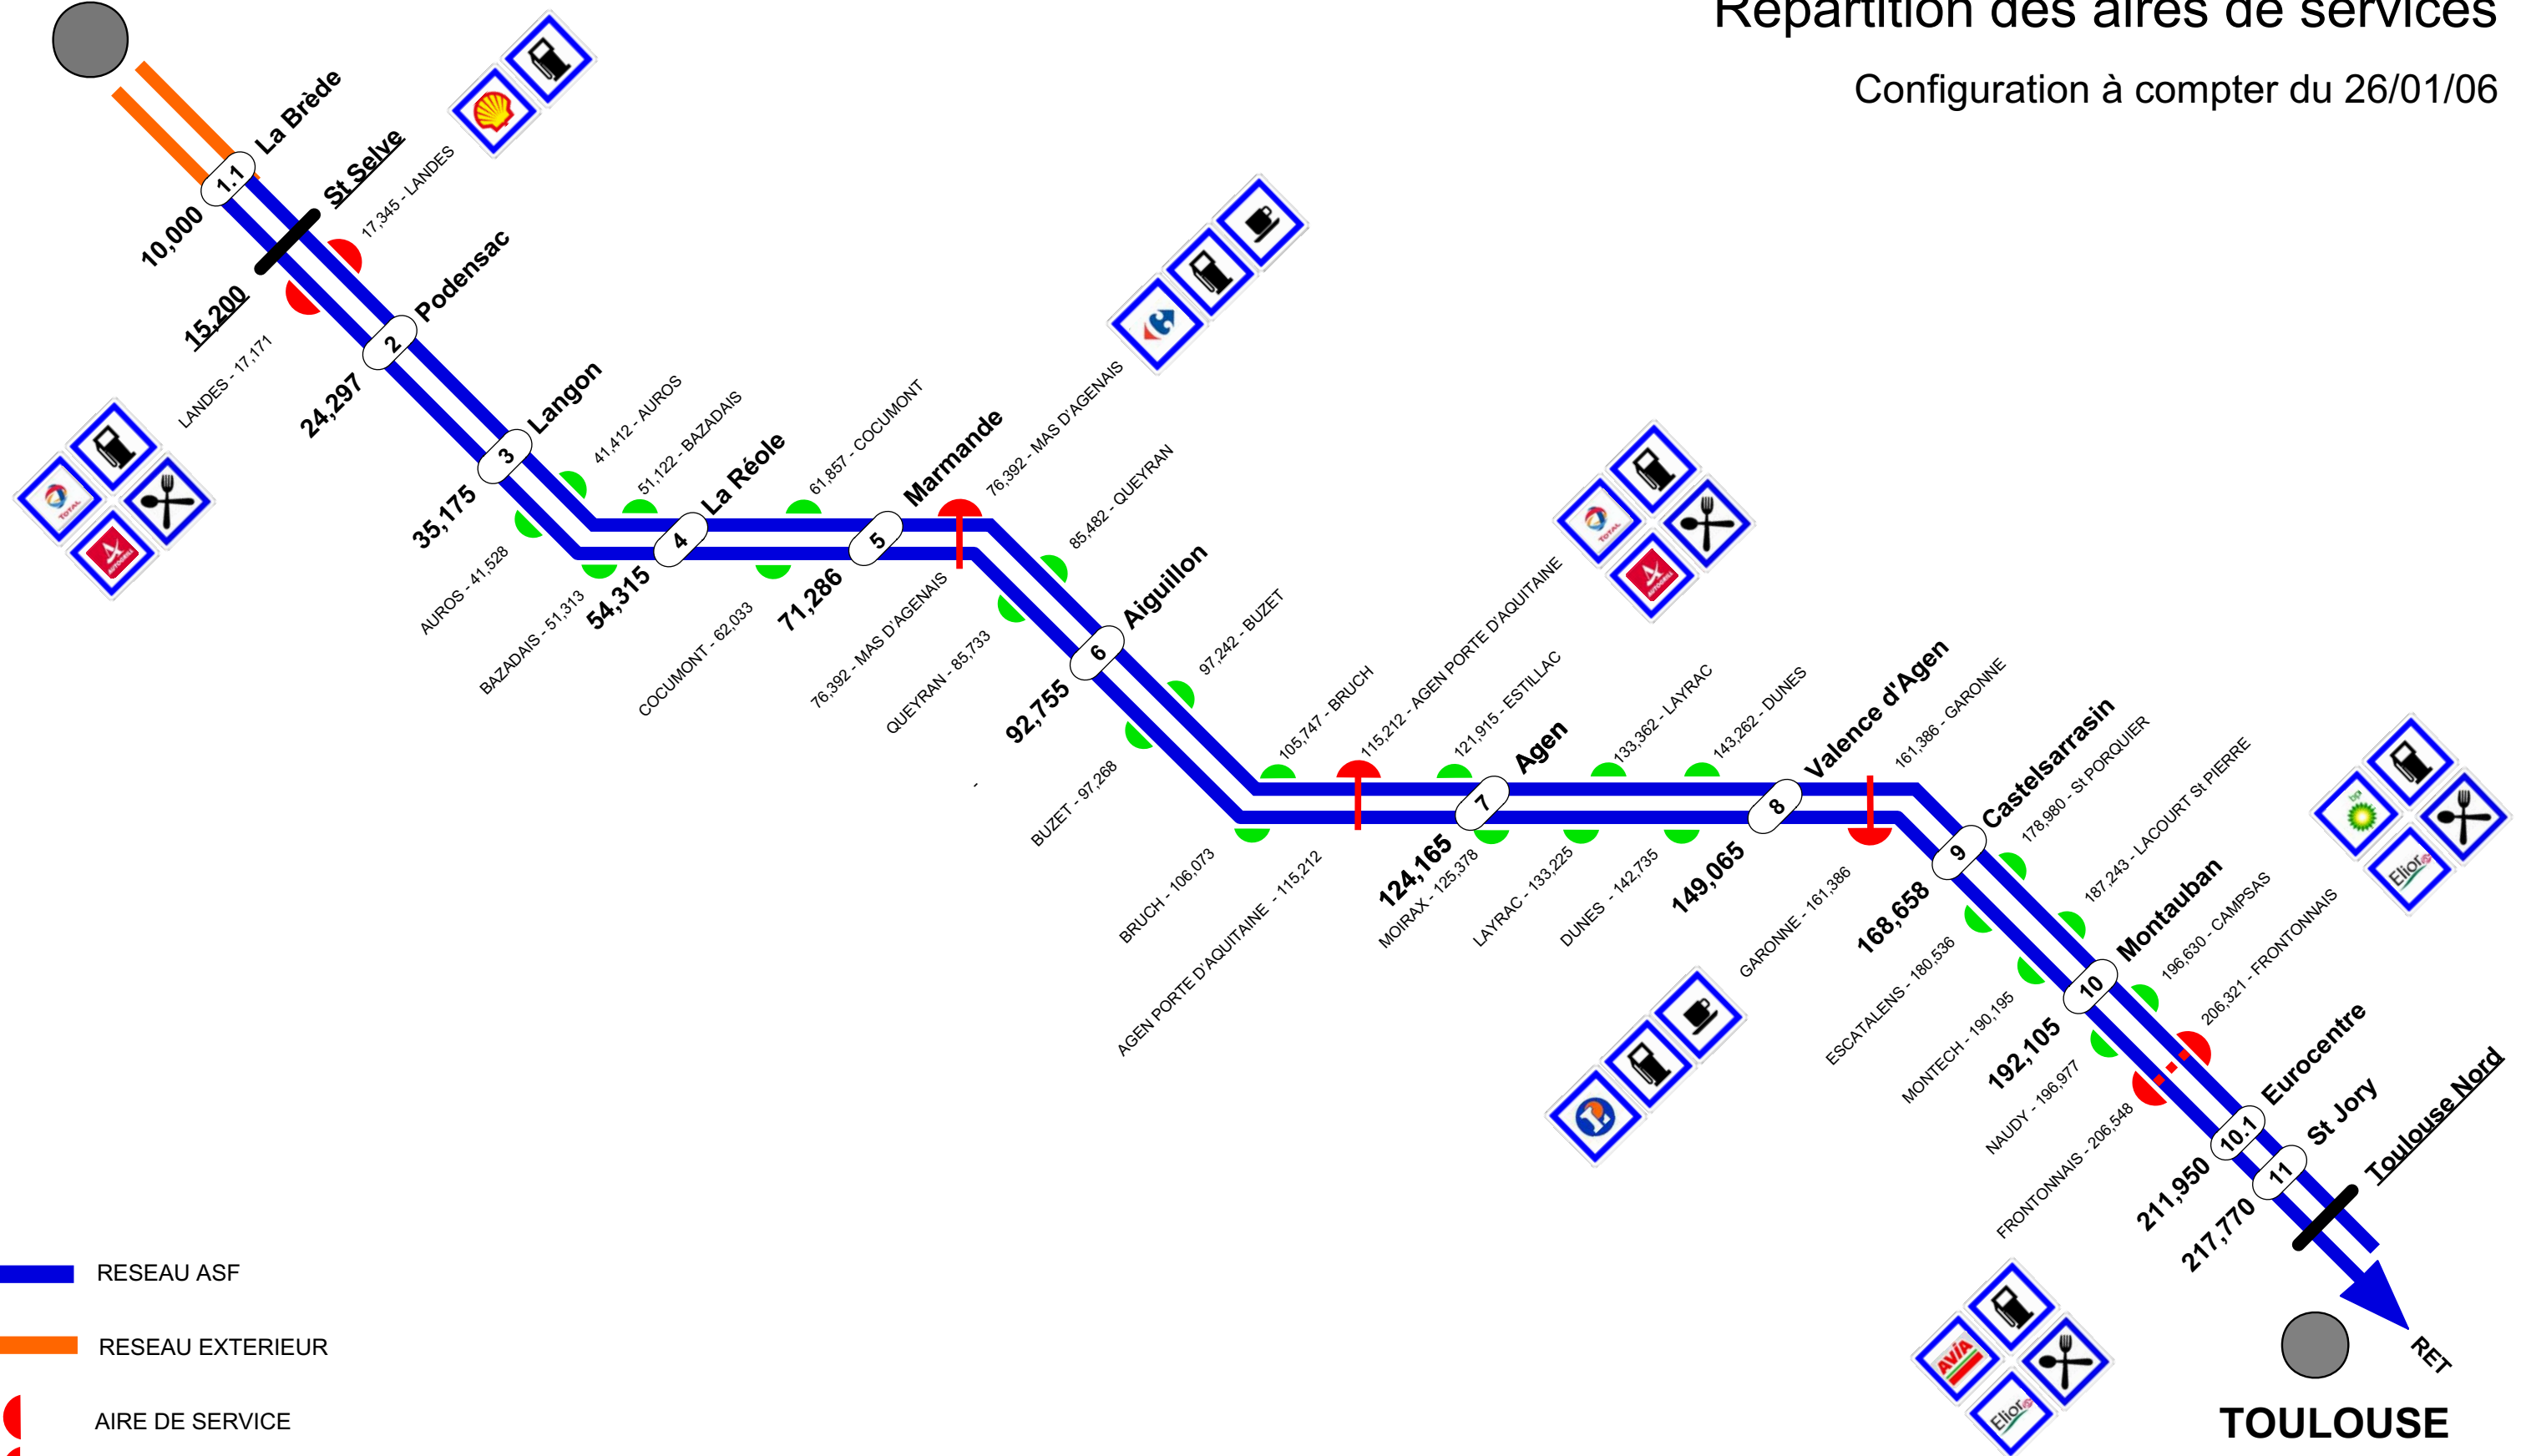 Répartition des aires de services
Configuration à compter du 26/01/06
La Brède
1.1
10,000
St Selve
15,200
17,345 - LANDES
LANDES - 17,171
TOTAL
AUTOGRILL
Podensac
2
24,297
Langon
3
35,175
41,412 - AUROS
AUROS - 41,528
51,122 - BAZADAIS
BAZADAIS - 51,313
La Réole
4
54,315
61,857 - COCUMONT
COCUMONT - 62,033
Marmande
5
71,286
76,392 - MAS D'AGENAIS
76,392 - MAS D'AGENAIS
85,482 - QUEYRAN
QUEYRAN - 85,733
Aiguillon
6
92,755
97,242 - BUZET
BUZET - 97,268
-
105,747 - BRUCH
BRUCH - 106,073
115,212 - AGEN PORTE D'AQUITAINE
AGEN PORTE D'AQUITAINE - 115,212
TOTAL
AUTOGRILL
121,915 - ESTILLAC
Agen
7
124,165
MOIRAX - 125,378
133,362 - LAYRAC
LAYRAC - 133,225
143,262 - DUNES
DUNES - 142,735
Valence d'Agen
8
149,065
161,386 - GARONNE
GARONNE - 161,386
L
Castelsarrasin
9
168,658
178,980 - St PORQUIER
ESCATALENS - 180,536
187,243 - LACOURT St PIERRE
MONTECH - 190,195
Montauban
10
192,105
196,630 - CAMPSAS
NAUDY - 196,977
206,321 - FRONTONNAIS
FRONTONNAIS - 206,548
bp
Elior
AVIA
Elior
Eurocentre
10.1
211,950
St Jory
11
217,770
Toulouse Nord
RET
TOULOUSE
RESEAU ASF
RESEAU EXTERIEUR
AIRE DE SERVICE